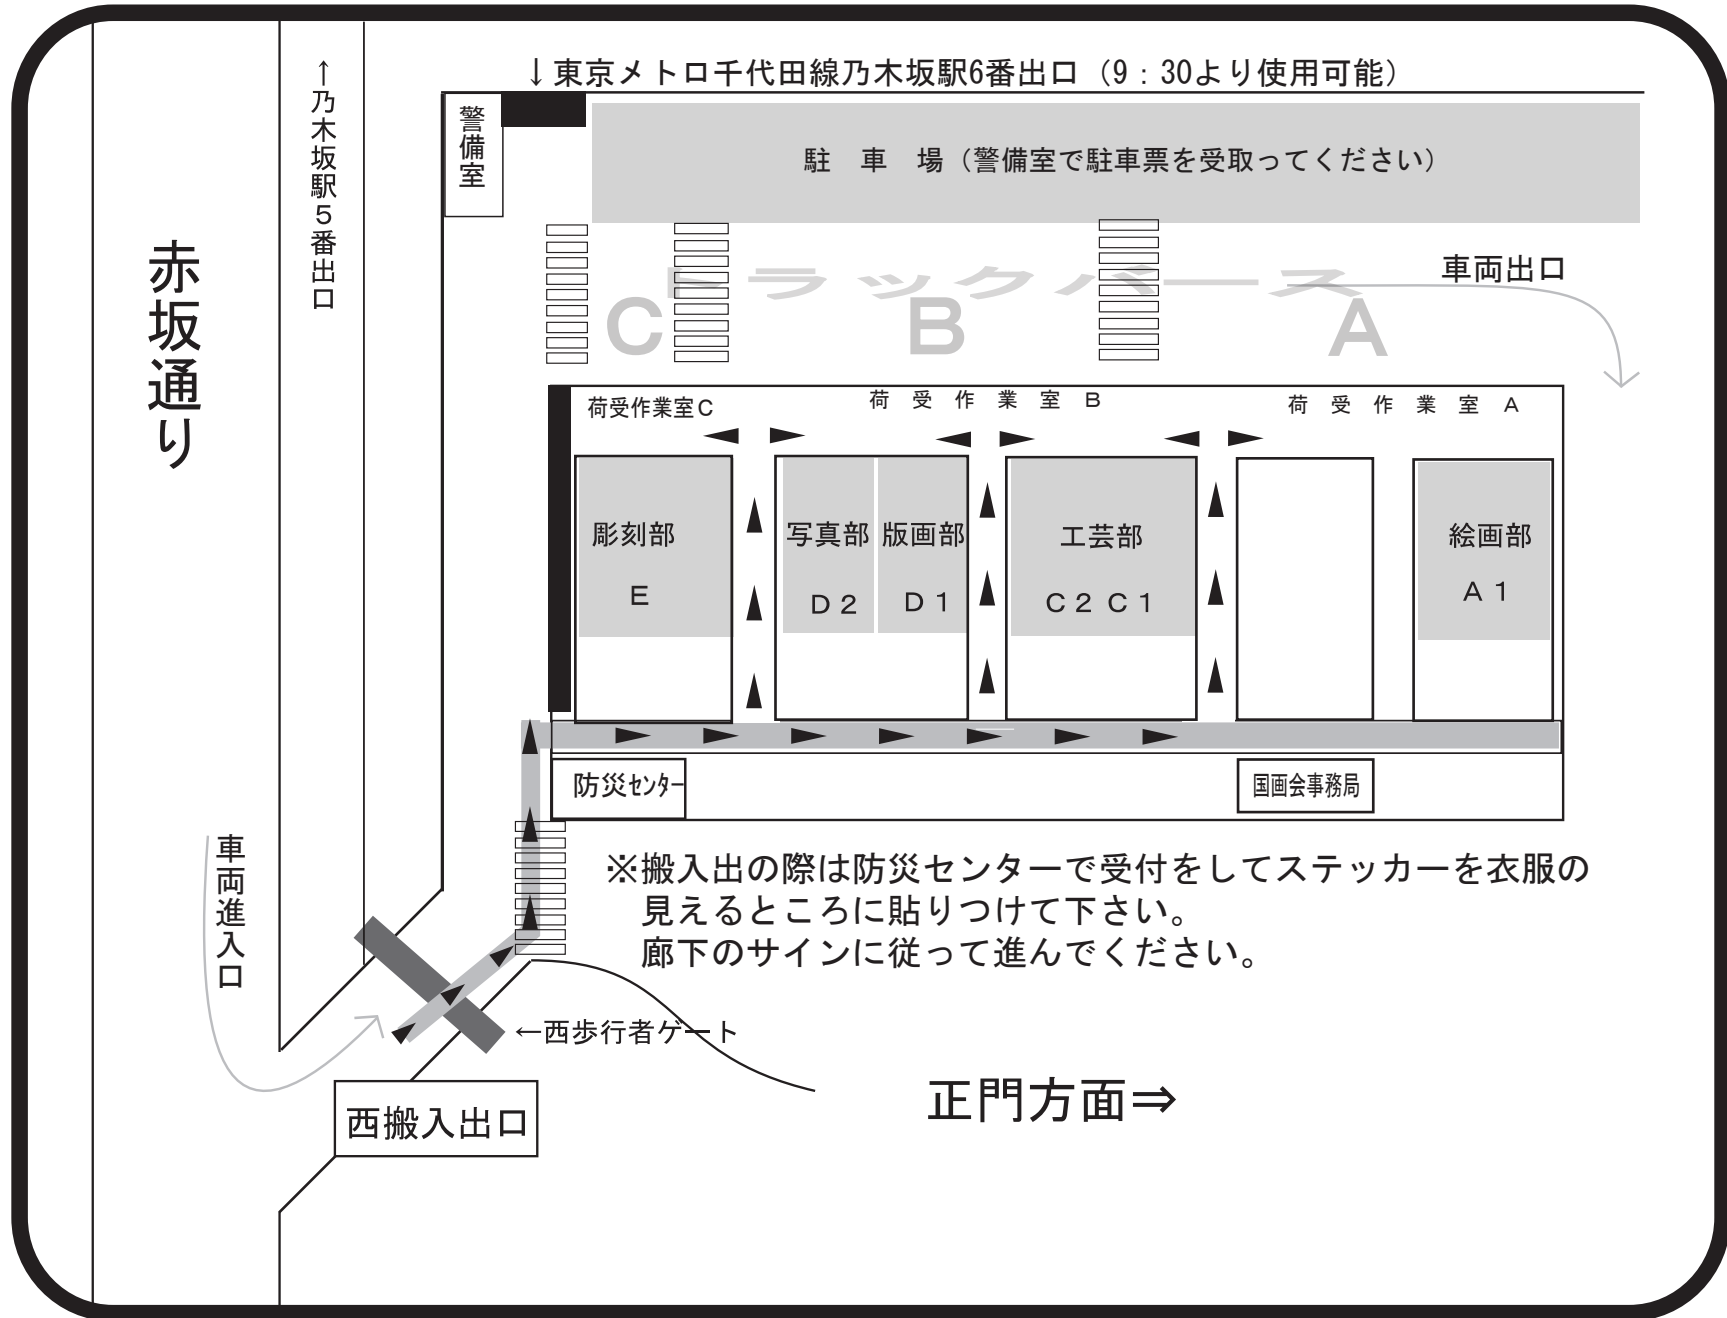 ↓東京メトロ千代田線乃木坂駅6番出口（9：30より使用可能）
↑乃木坂駅５番出口
警備室
駐　車　場（警備室で駐車票を受取ってください）
赤坂通り
トラックバース
車両出口
C
B
A
荷受作業室C
荷受作業室B
荷受作業室A
彫刻部
E
写真部
D2
版画部
D1
工芸部
C2 C1
絵画部
A1
防災センター
国画会事務局
車両進入口
※搬入出の際は防災センターで受付をしてステッカーを衣服の
見えるところに貼りつけて下さい。
廊下のサインに従って進んでください。
←西歩行者ゲート
正門方面⇒
西搬入出口